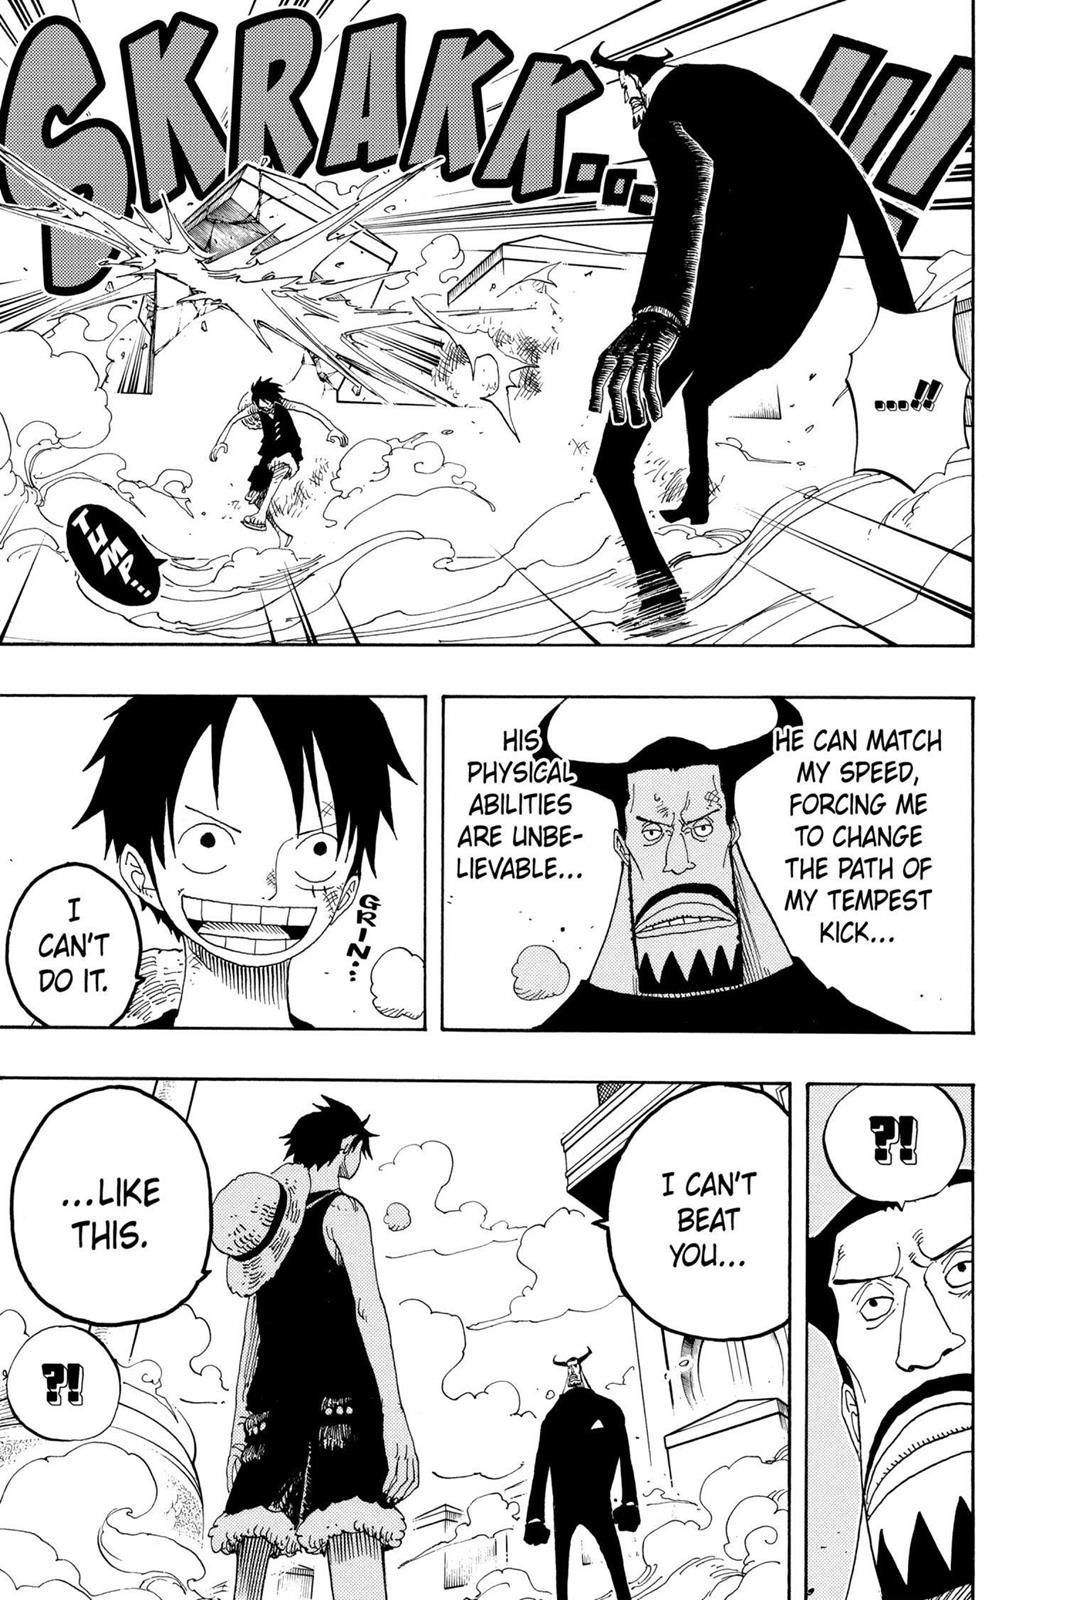 SKRAKK...!!!
....!!
TUMP...
HE CAN MATCH
MY SPEED,
FORCING ME
TO CHANGE
THE PATH OF
MY TEMPEST
KICK...
HIS
PHYSICAL
ABILITIES
ARE UNBE-
LIEVABLE...
GRIN...
I
CAN'T
DO IT.
?!
I CAN'T
BEAT
YOU...
...LIKE
THIS.
?!